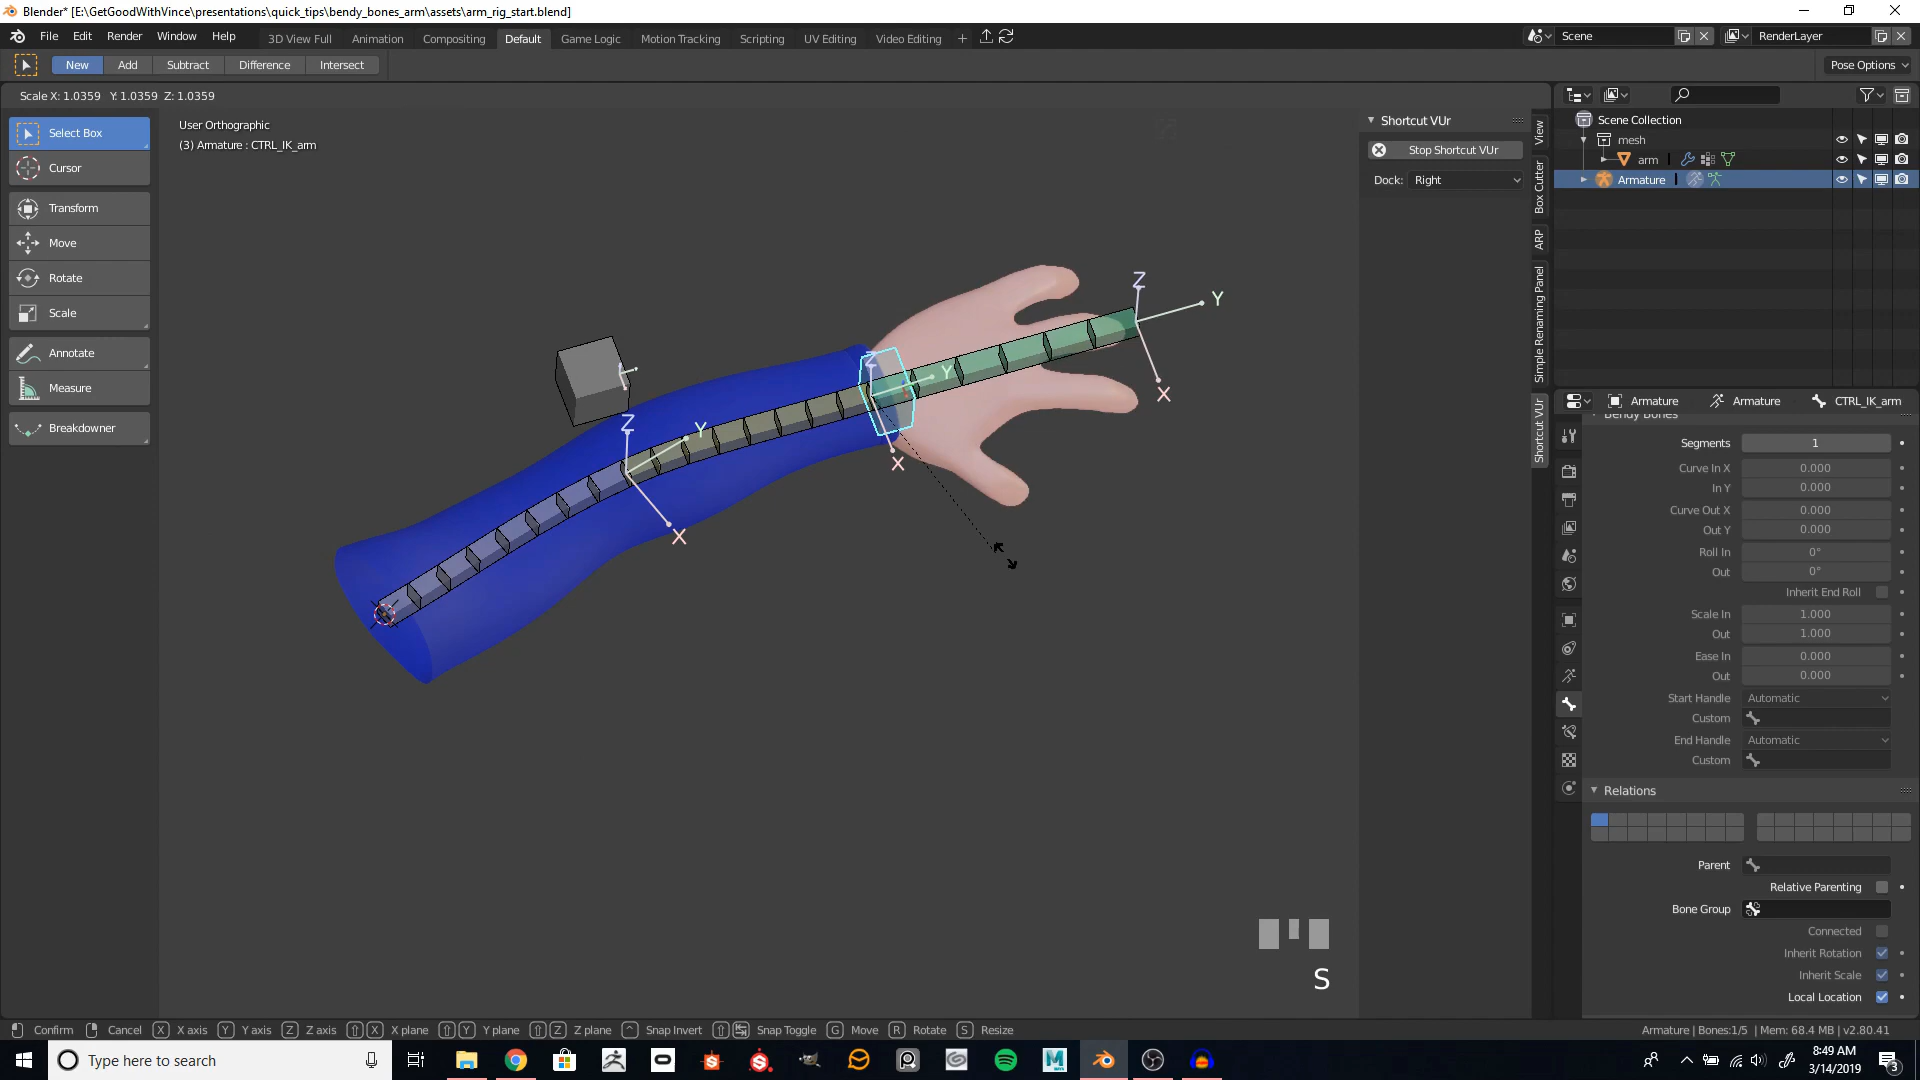 Blender* [E:\GetGoodWithVince\presentations\quick_tips\bendy_bones_arm\assets\arm_rig_start.blend]
File Edit Render Window Help 3D View Full Animation Compositing Default Game Logic Motion Tracking Scripting UV Editing Video Editing + Scene RenderLayer
New Add Subtract Difference Intersect Pose Options
Scale X: 1.0359 Y: 1.0359 Z: 1.0359
Select Box
Cursor
Transform
Move
Rotate
Scale
Annotate
Measure
Breakdowner
User Orthographic
(3) Armature : CTRL_IK_arm
Z
Y
X
Z
Y
X
Z
Y
X
Shortcut VUr
Stop Shortcut VUr
Dock: Right
View
Box Cutter
ARP
Simple Renaming Panel
Shortcut VUr
Scene Collection
mesh
arm
Armature
Armature Armature CTRL_IK_arm
Bendy Bones
Segments 1
Curve In X 0.000
In Y 0.000
Curve Out X 0.000
Out Y 0.000
Roll In 0°
Out 0°
Inherit End Roll
Scale In 1.000
Out 1.000
Ease In 0.000
Out 0.000
Start Handle Automatic
Custom
End Handle Automatic
Custom
Relations
Parent
Relative Parenting
Bone Group
Connected
Inherit Rotation
Inherit Scale
Local Location
S
Confirm Cancel X X axis Y Y axis Z Z axis X X plane Y Y plane Z Z plane Snap Invert Snap Toggle G Move R Rotate S Resize Armature | Bones:1/5 | Mem: 68.4 MB | v2.80.41
Type here to search
8:49 AM
3/14/2019
3